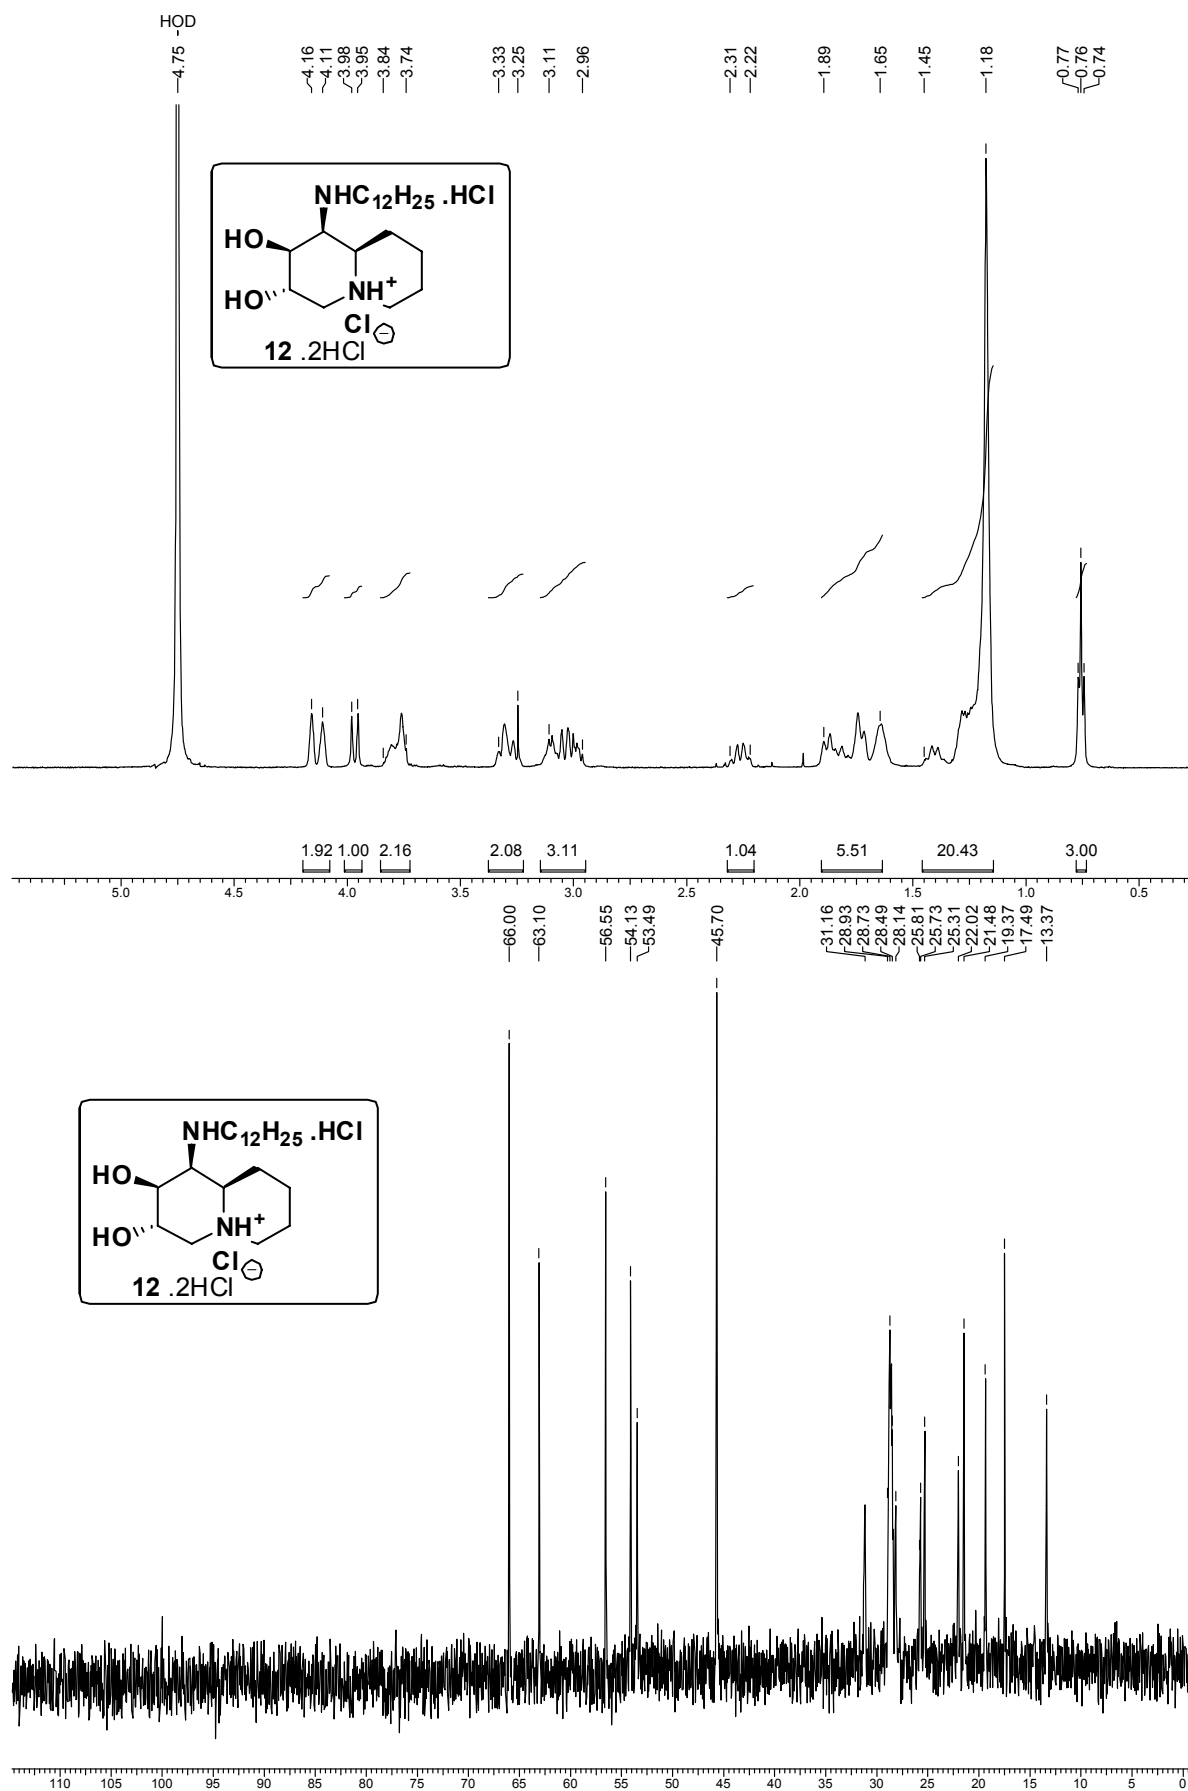 HOD
4.75 4.16 4.11 3.98 3.95 3.84 3.74 3.33 3.25 3.11 2.96 2.31 2.22 1.89 1.65 1.45 1.18 0.77 0.76 0.74
NHC12H25 .HCl
HO
HO
NH+
Cl⊖
12 .2HCl
1.92 1.00 2.16 2.08 3.11 1.04 5.51 20.43 3.00
5.0 4.5 4.0 3.5 3.0 2.5 2.0 1.5 1.0 0.5
66.00 63.10 56.55 54.13 53.49 45.70 31.16 28.93 28.73 28.49 28.14 25.81 25.73 25.31 22.02 21.48 19.37 17.49 13.37
NHC12H25 .HCl
HO
HO
NH+
Cl⊖
12 .2HCl
110 105 100 95 90 85 80 75 70 65 60 55 50 45 40 35 30 25 20 15 10 5 0